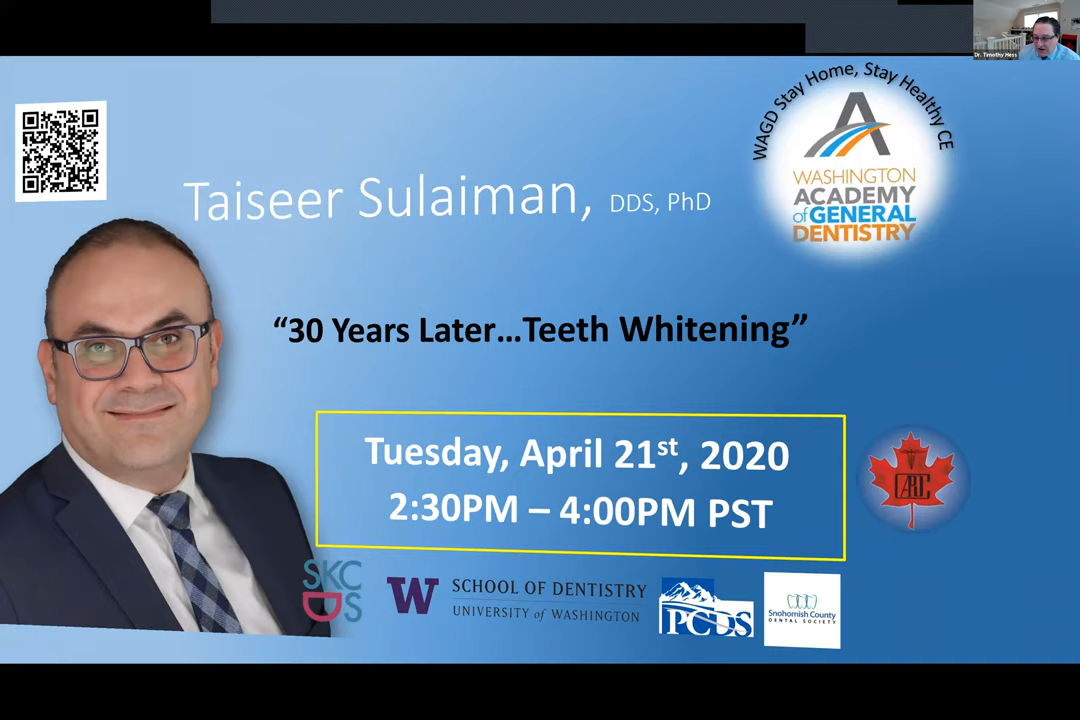 Dr. Timothy Hess
WAGD Stay Home, Stay Healthy CE
WASHINGTON
ACADEMY
of GENERAL
DENTISTRY
Taiseer Sulaiman, DDS, PhD
“30 Years Later...Teeth Whitening”
Tuesday, April 21st, 2020
2:30PM – 4:00PM PST
SKC
DS
W SCHOOL OF DENTISTRY
UNIVERSITY of WASHINGTON
PCDS
Snohomish County
DENTAL SOCIETY